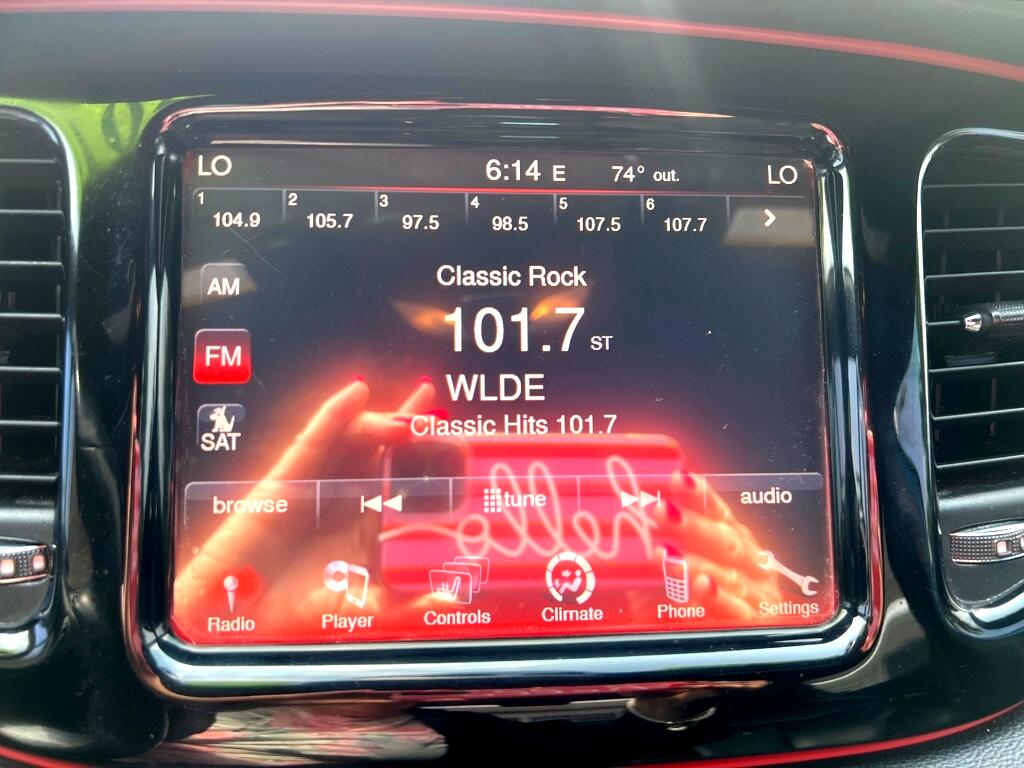 LO 6:14 E 74° out. LO
1 104.9 2 105.7 3 97.5 4 98.5 5 107.5 6 107.7 >
Classic Rock
AM
101.7 ST
FM
WLDE
Classic Hits 101.7
SAT
browse tune audio
hello
Radio Player Controls Climate Phone Settings